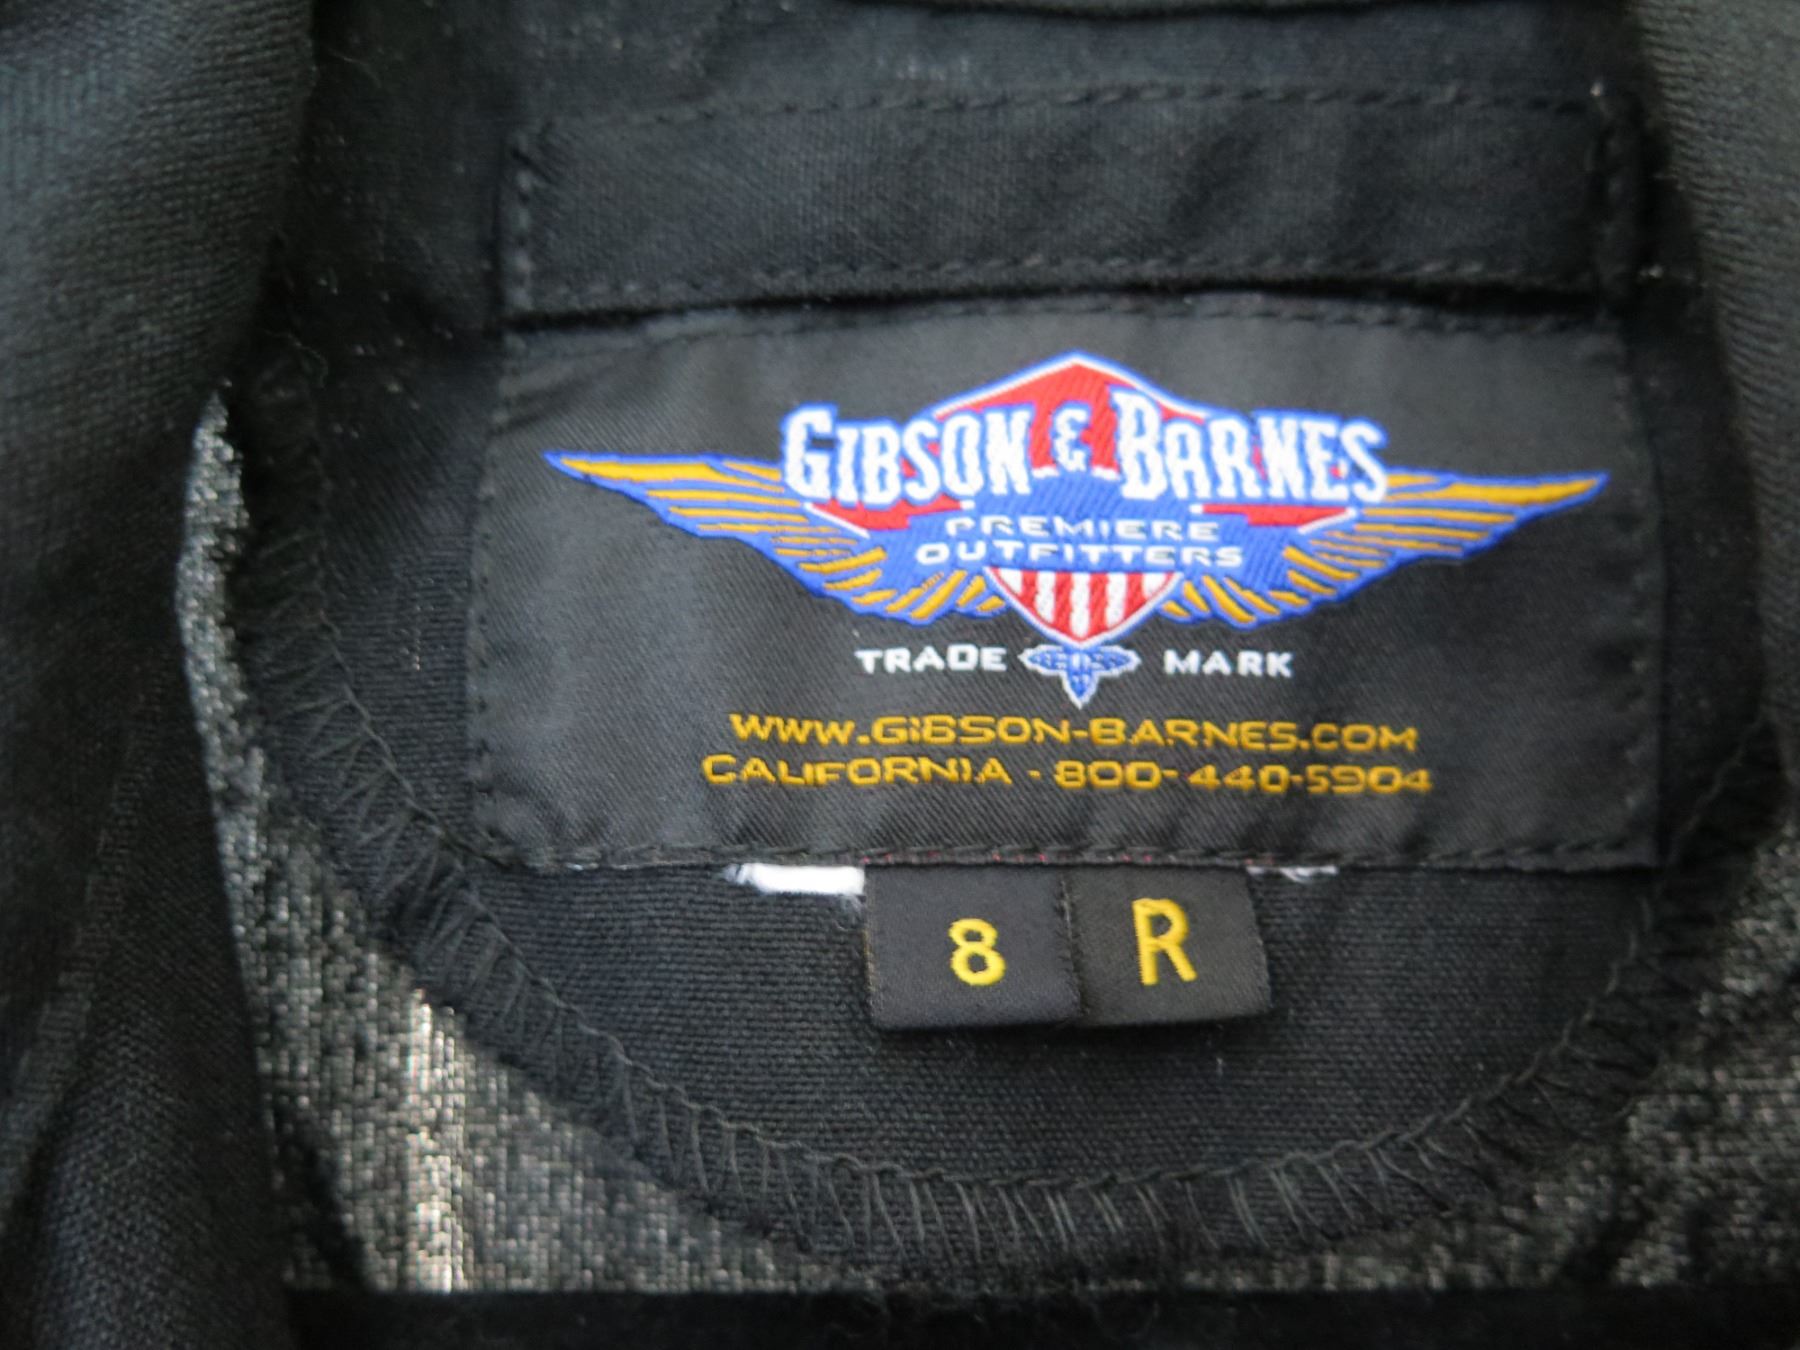 GIBSON & BARNES
PREMIERE
OUTFITTERS
TRADE MARK
WWW.GIBSON-BARNES.COM
CALIFORNIA - 800-440-5904
8 R